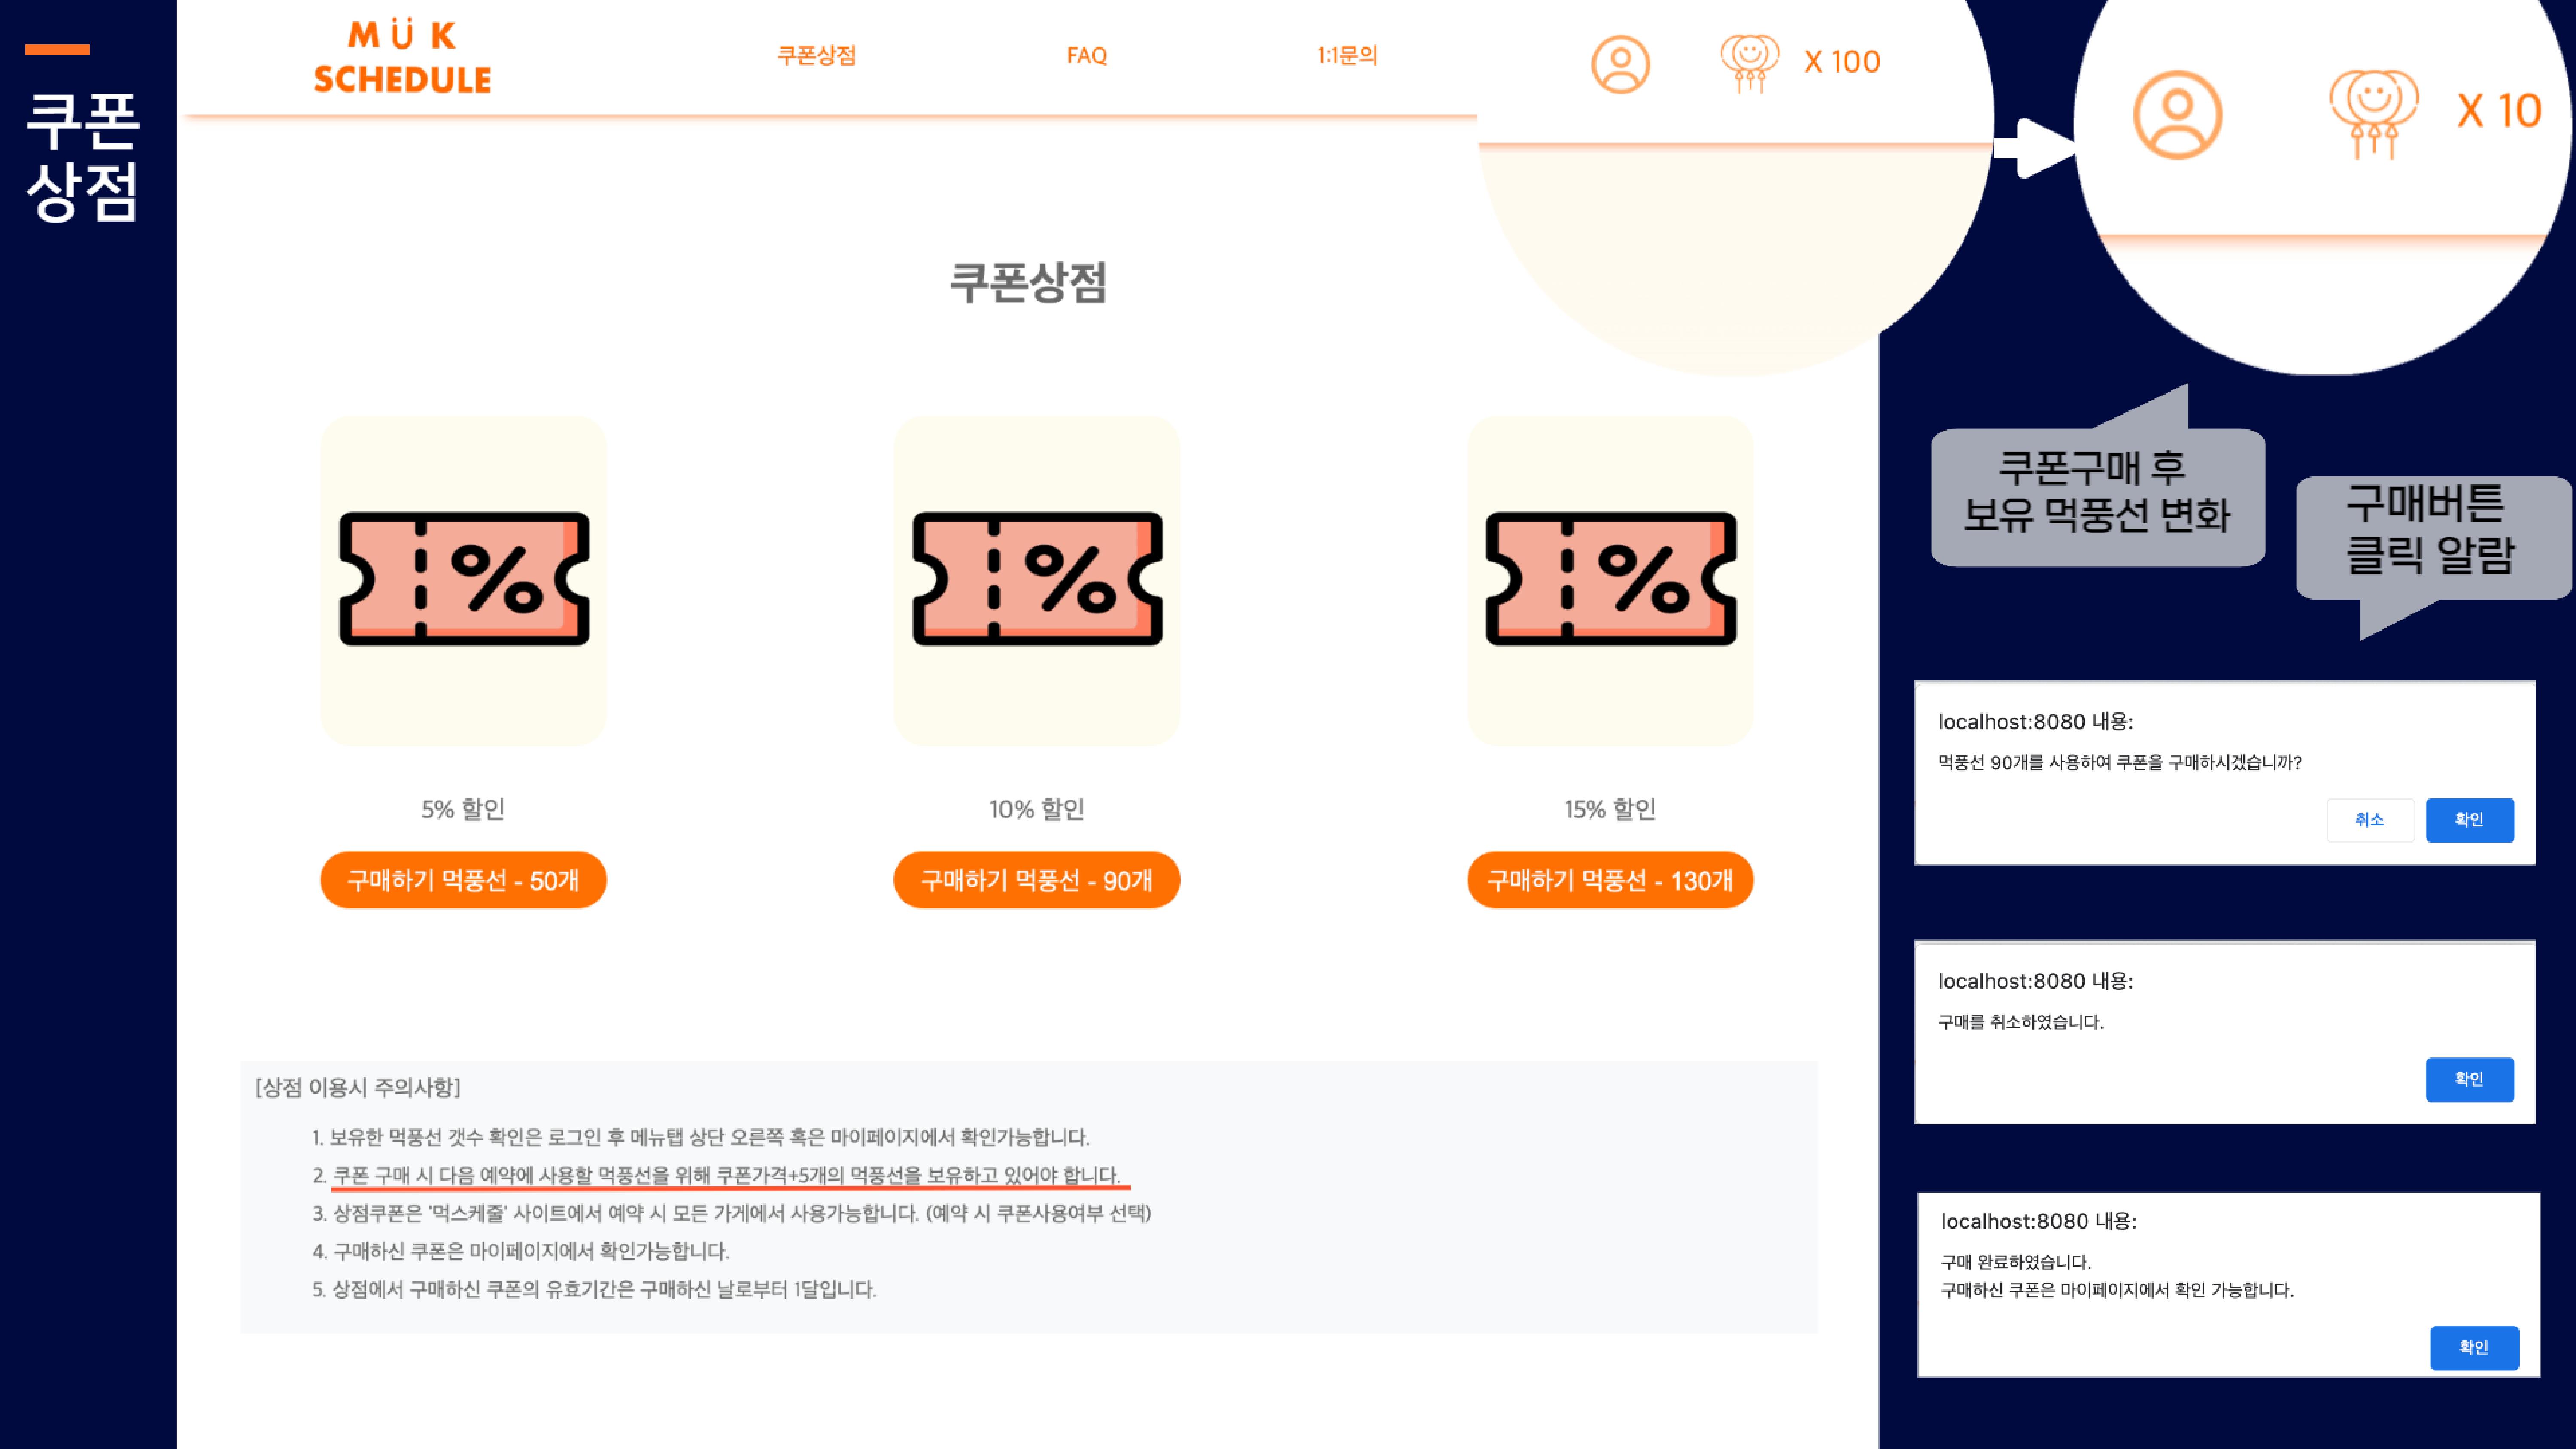 쿠폰
상점
MÜK
SCHEDULE
쿠폰상점
FAQ
1:1문의
X 100
X 10
쿠폰상점
쿠폰구매 후
보유 먹풍선 변화
구매버튼
클릭 알람
%
%
%
5% 할인
10% 할인
15% 할인
구매하기 먹풍선 - 50개
구매하기 먹풍선 - 90개
구매하기 먹풍선 - 130개
[상점 이용시 주의사항]
1. 보유한 먹풍선 갯수 확인은 로그인 후 메뉴탭 상단 오른쪽 혹은 마이페이지에서 확인가능합니다.
2. 쿠폰 구매 시 다음 예약에 사용할 먹풍선을 위해 쿠폰가격+5개의 먹풍선을 보유하고 있어야 합니다.
3. 상점쿠폰은 '먹스케줄' 사이트에서 예약 시 모든 가게에서 사용가능합니다. (예약 시 쿠폰사용여부 선택)
4. 구매하신 쿠폰은 마이페이지에서 확인가능합니다.
5. 상점에서 구매하신 쿠폰의 유효기간은 구매하신 날로부터 1달입니다.
localhost:8080 내용:
먹풍선 90개를 사용하여 쿠폰을 구매하시겠습니까?
취소
확인
localhost:8080 내용:
구매를 취소하였습니다.
확인
localhost:8080 내용:
구매 완료하였습니다.
구매하신 쿠폰은 마이페이지에서 확인 가능합니다.
확인